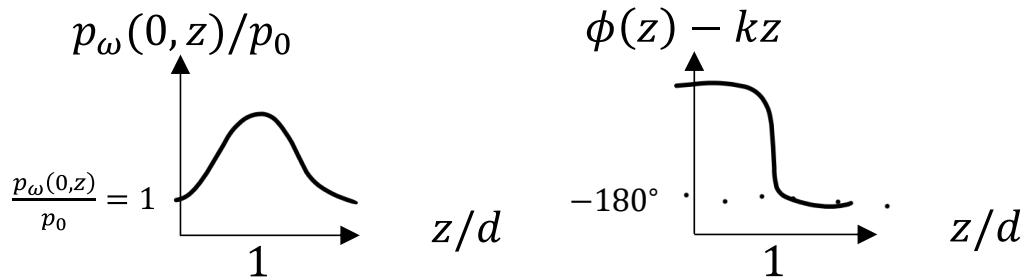 p_ω(0, z)/p_0
ϕ(z) − kz
p_ω(0,z)/p_0 = 1
−180°
z/d
z/d
1
1